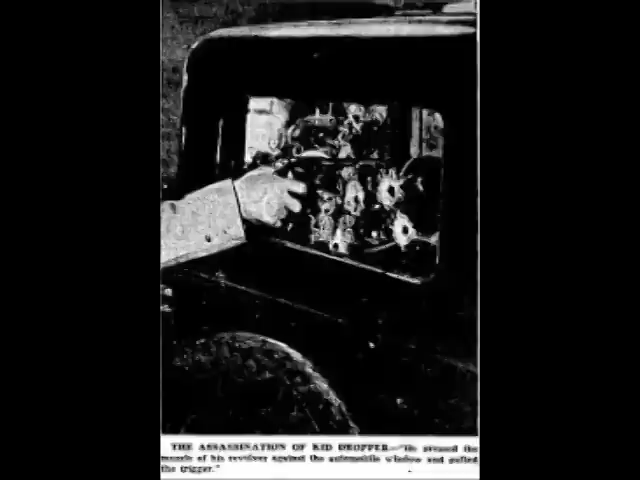 THE ASSASSINATION OF KID DROPPER—"He pressed the
muzzle of his revolver against the automobile window and pulled
the trigger."